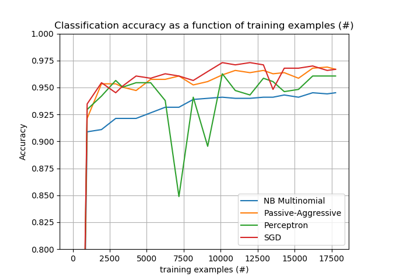 Classification accuracy as a function of training examples (#)
1.000
0.975
0.950
0.925
0.900
0.875
0.850
0.825
0.800
Accuracy
NB Multinomial
Passive-Aggressive
Perceptron
SGD
0 2500 5000 7500 10000 12500 15000 17500
training examples (#)